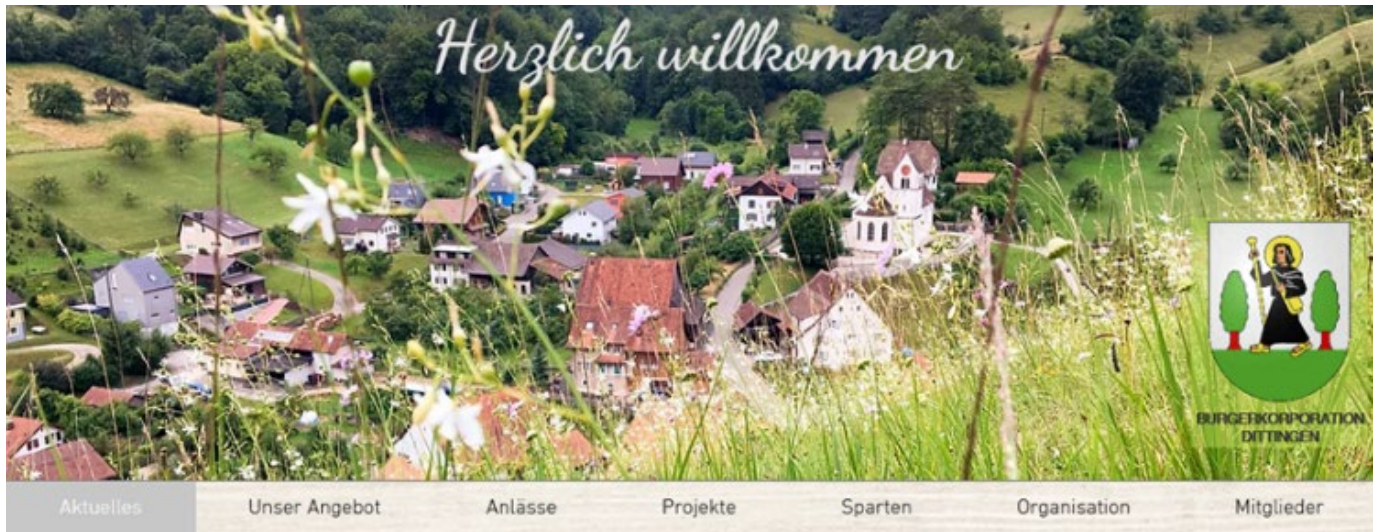 Herzlich willkommen
BURGERKORPORATION
DITTINGEN
Aktuelles
Unser Angebot
Anlässe
Projekte
Sparten
Organisation
Mitglieder